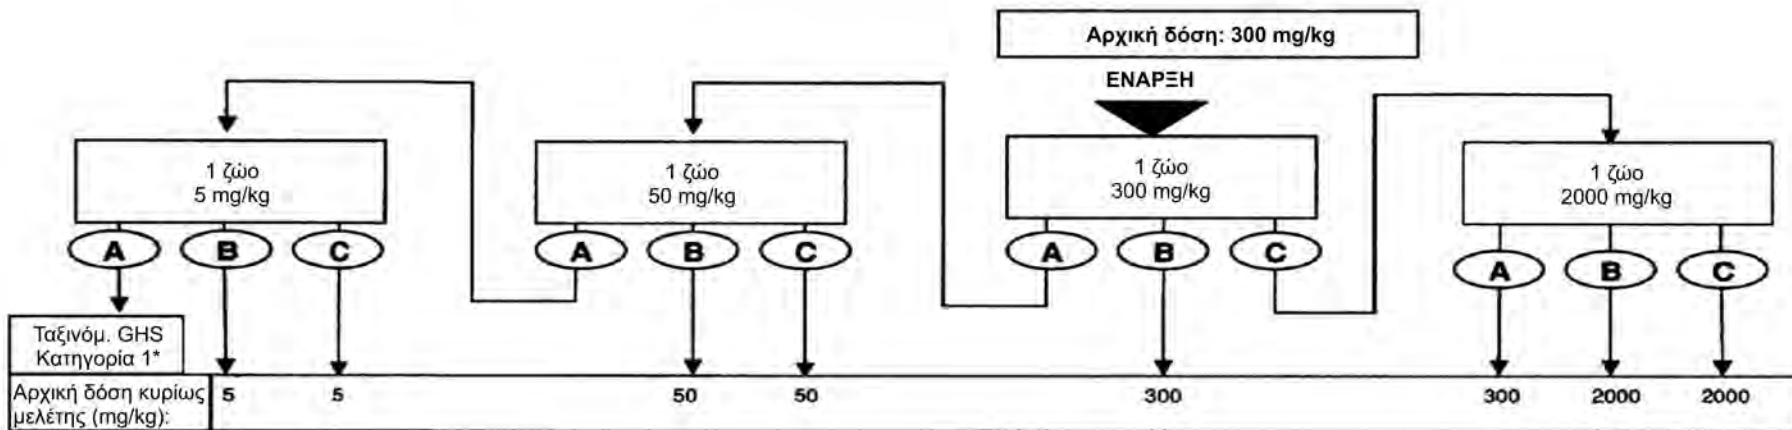 Αρχική δόση: 300 mg/kg
ΕΝΑΡΞΗ
1 ζώο
5 mg/kg
1 ζώο
50 mg/kg
1 ζώο
300 mg/kg
1 ζώο
2000 mg/kg
A B C A B C A B C A B C
Ταξινόμ. GHS
Κατηγορία 1*
Αρχική δόση κυρίως
μελέτης (mg/kg):
5 5 50 50 300 300 2000 2000